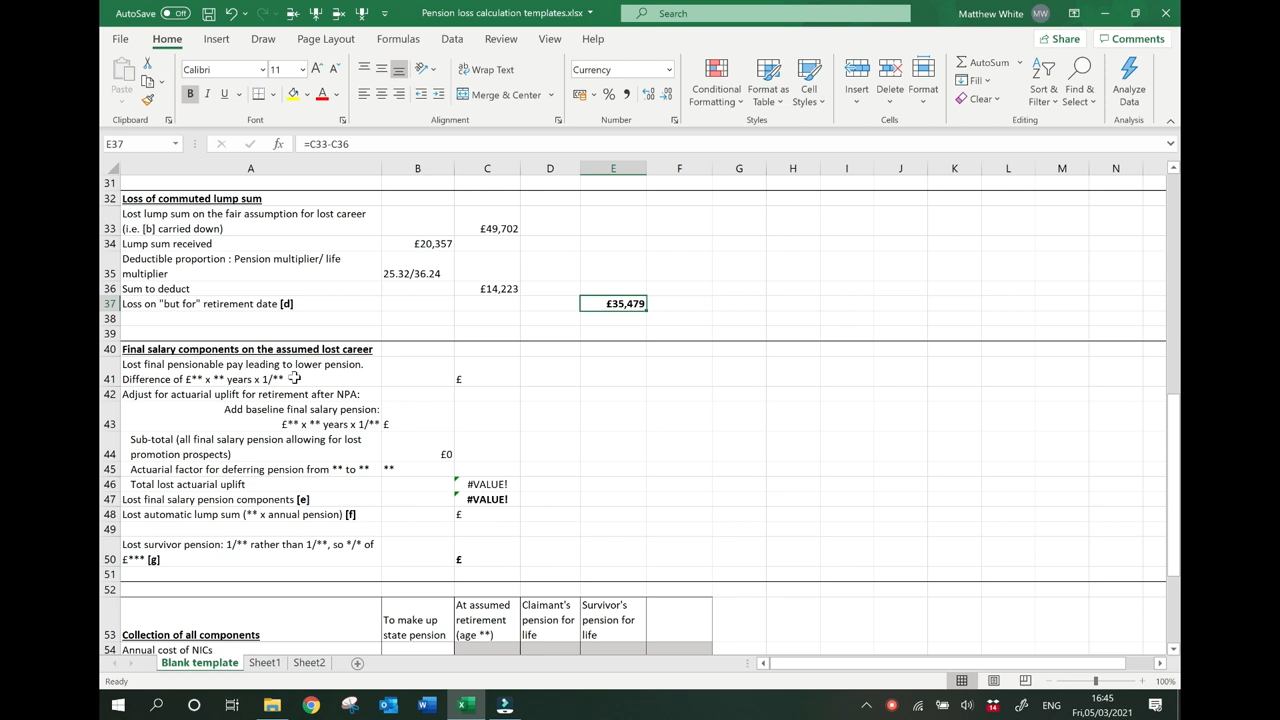 AutoSave Off Pension loss calculation templates.xlsx Search Matthew White MW
File Home Insert Draw Page Layout Formulas Data Review View Help Share Comments
Paste Calibri 11 Wrap Text Currency Conditional Formatting Format as Table Cell Styles Insert Delete Format AutoSum Fill Clear Sort & Filter Find & Select Analyze Data
B I U A Merge & Center %
Clipboard Font Alignment Number Styles Cells Editing Analysis
E37 fx =C33-C36
A B C D E F G H I J K L M N
31
32 Loss of commuted lump sum
Lost lump sum on the fair assumption for lost career
33 (i.e. [b] carried down) £49,702
34 Lump sum received £20,357
Deductible proportion : Pension multiplier/ life
35 multiplier 25.32/36.24
36 Sum to deduct £14,223
37 Loss on "but for" retirement date [d] £35,479
38
39
40 Final salary components on the assumed lost career
Lost final pensionable pay leading to lower pension.
41 Difference of £** x ** years x 1/** £
42 Adjust for actuarial uplift for retirement after NPA:
Add baseline final salary pension:
43 £** x ** years x 1/** £
Sub-total (all final salary pension allowing for lost
44 promotion prospects) £0
45 Actuarial factor for deferring pension from ** to ** **
46 Total lost actuarial uplift #VALUE!
47 Lost final salary pension components [e] #VALUE!
48 Lost automatic lump sum (** x annual pension) [f] £
49
Lost survivor pension: 1/** rather than 1/**, so */* of
50 £*** [g] £
51
52
At assumed Claimant's Survivor's
To make up retirement pension for pension for
53 Collection of all components state pension (age **) life life
54 Annual cost of NICs
Blank template Sheet1 Sheet2
Ready 100%
ENG 16:45
Fri,05/03/2021
14